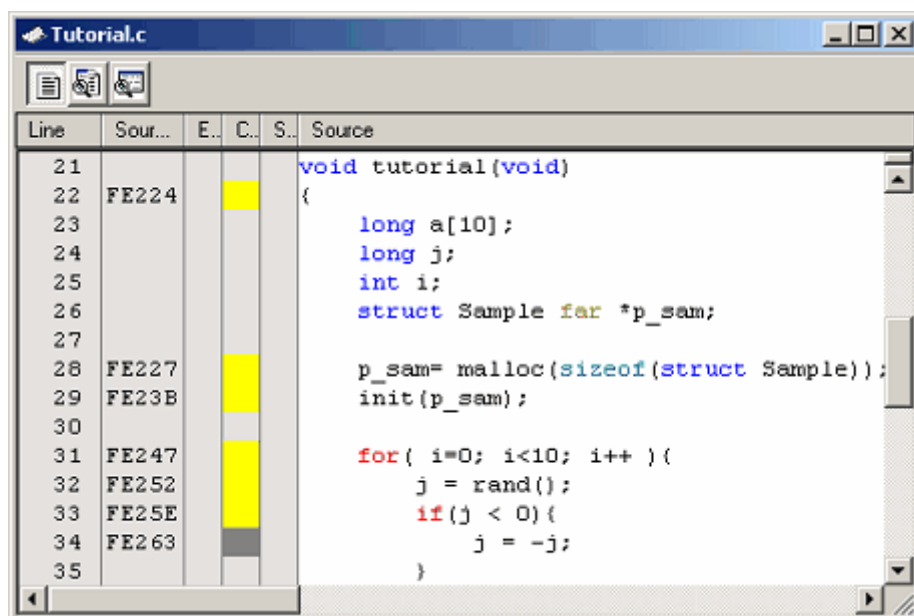 Tutorial.c
Line Sour... E.. C.. S.. Source
21 void tutorial(void)
22 FE224 {
23 long a[10];
24 long j;
25 int i;
26 struct Sample far *p_sam;
27
28 FE227 p_sam= malloc(sizeof(struct Sample));
29 FE23B init(p_sam);
30
31 FE247 for( i=0; i<10; i++ ){
32 FE252 j = rand();
33 FE25E if(j < 0){
34 FE263 j = -j;
35 }